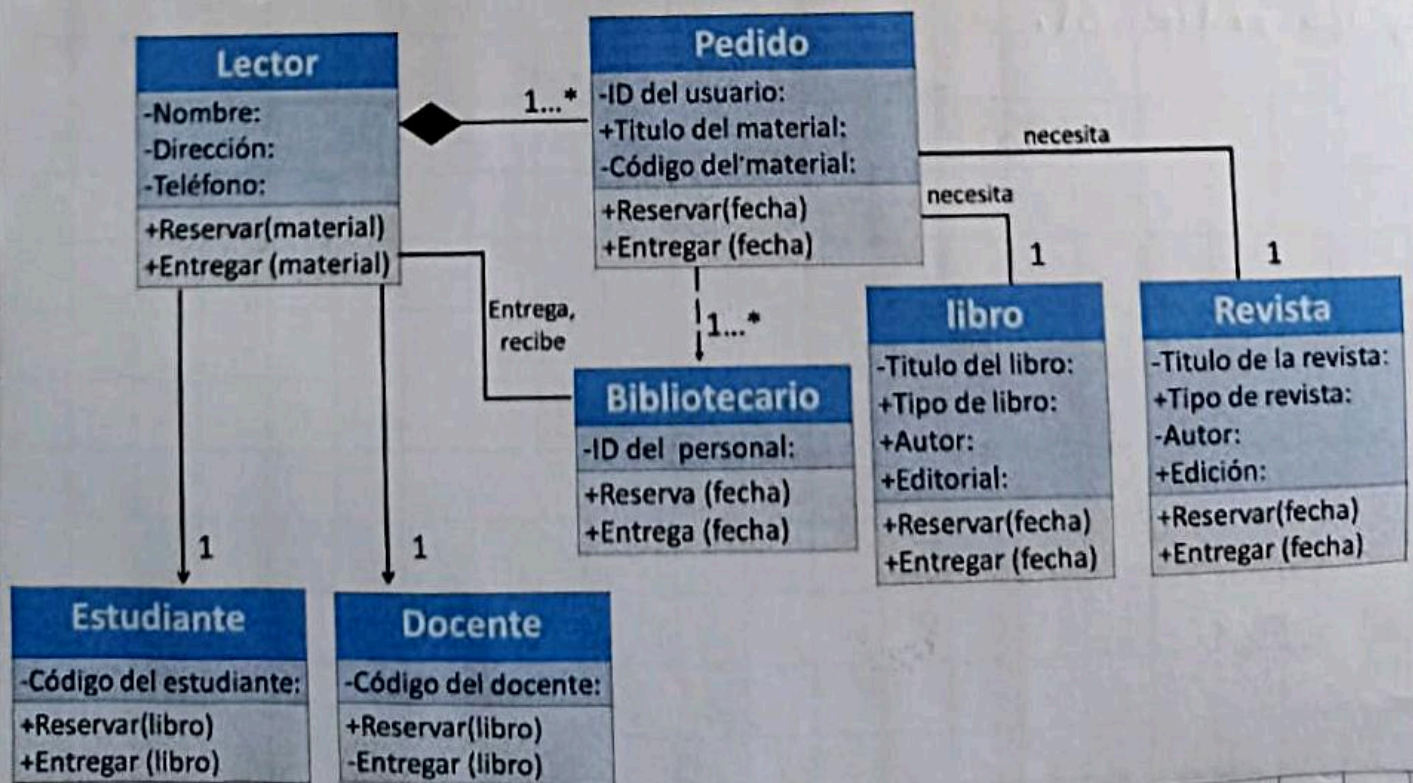 Lector
-Nombre:
-Dirección:
-Teléfono:
+Reservar(material)
+Entregar (material)
1...*
Pedido
-ID del usuario:
+Titulo del material:
-Código del material:
+Reservar(fecha)
+Entregar (fecha)
necesita
necesita
1
1
Entrega,
recibe
1...*
libro
-Titulo del libro:
+Tipo de libro:
+Autor:
+Editorial:
+Reservar(fecha)
+Entregar (fecha)
Revista
-Titulo de la revista:
+Tipo de revista:
-Autor:
+Edición:
+Reservar(fecha)
+Entregar (fecha)
Bibliotecario
-ID del personal:
+Reserva (fecha)
+Entrega (fecha)
1
1
Estudiante
-Código del estudiante:
+Reservar(libro)
+Entregar (libro)
Docente
-Código del docente:
+Reservar(libro)
-Entregar (libro)